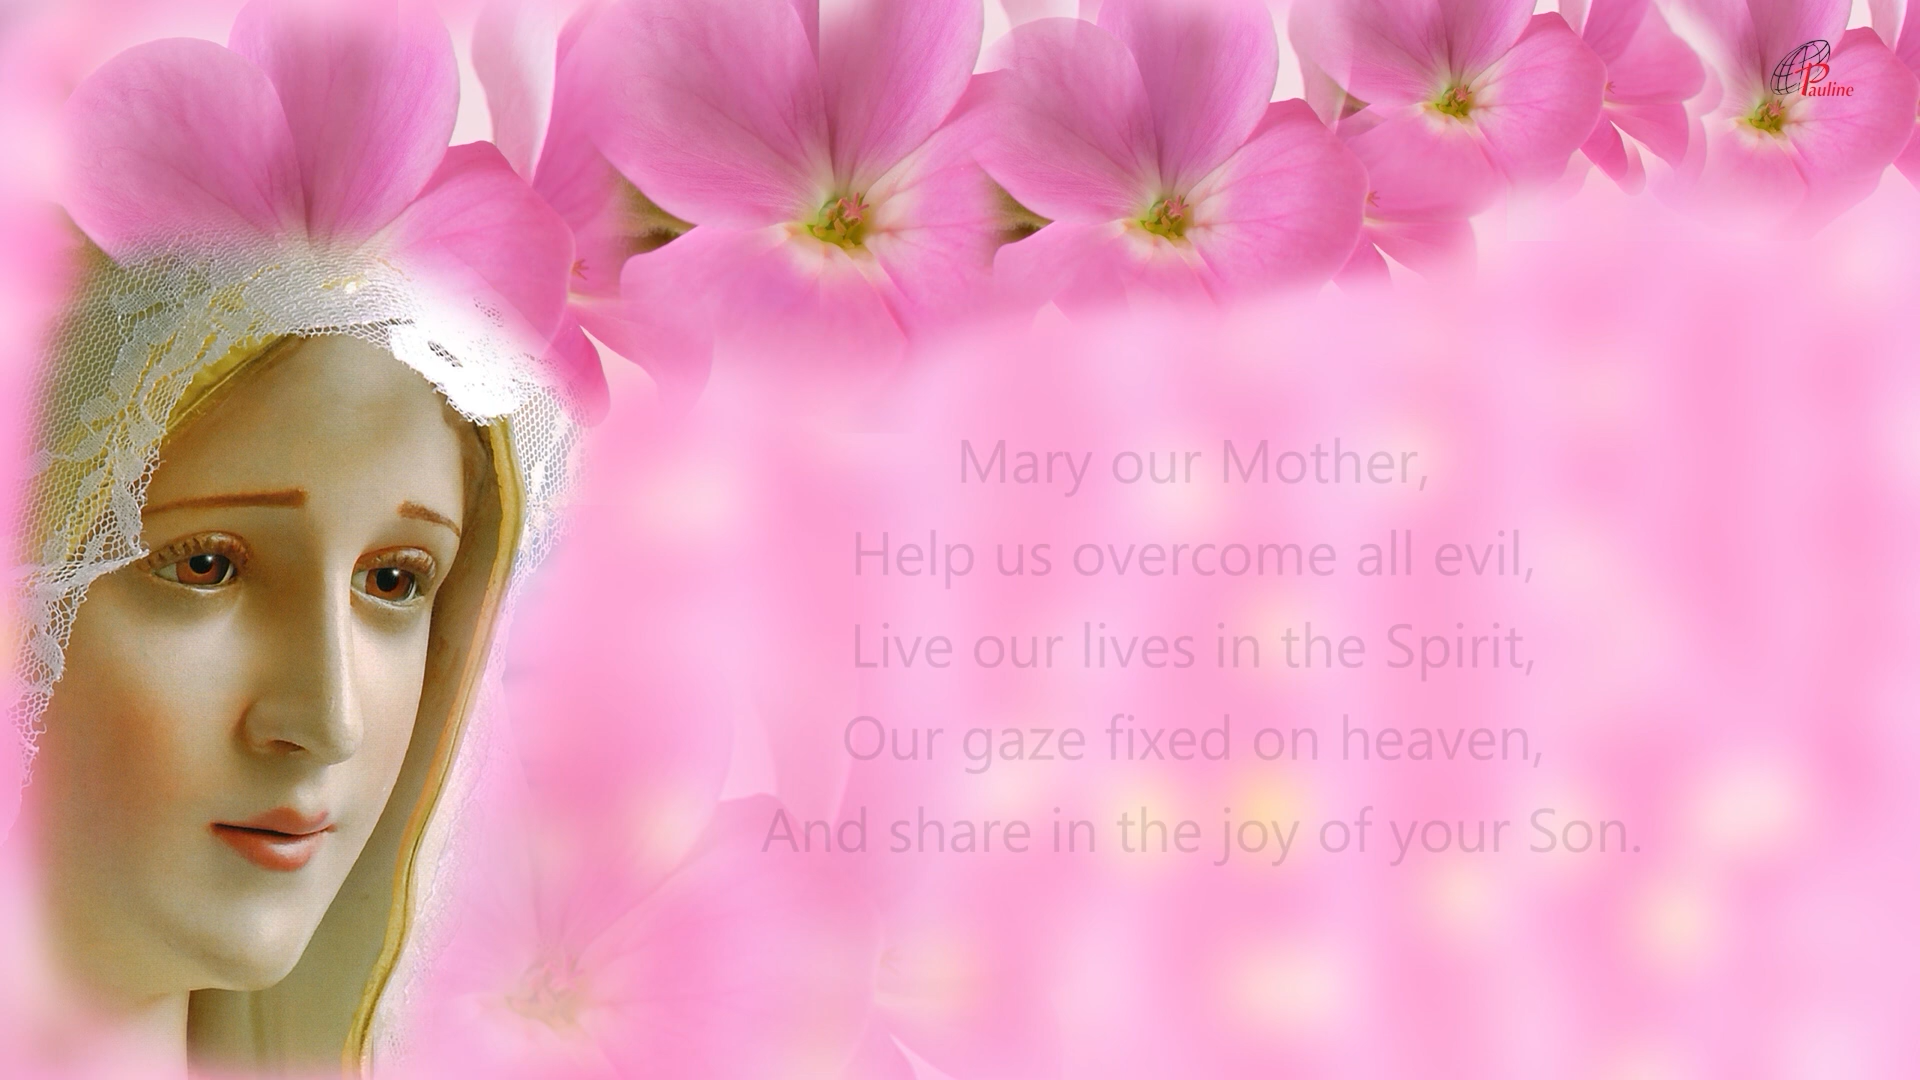 Pauline
Mary our Mother,
Help us overcome all evil,
Live our lives in the Spirit,
Our gaze fixed on heaven,
And share in the joy of your Son.